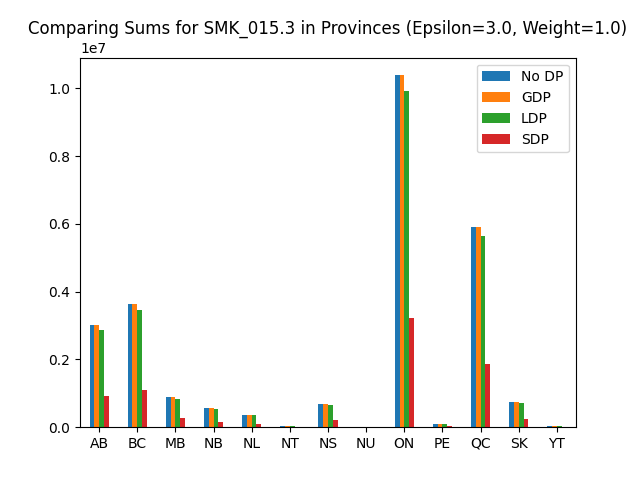 Comparing Sums for SMK_015.3 in Provinces (Epsilon=3.0, Weight=1.0)
1e7
No DP
GDP
LDP
SDP
1.0
0.8
0.6
0.4
0.2
0.0
AB BC MB NB NL NT NS NU ON PE QC SK YT